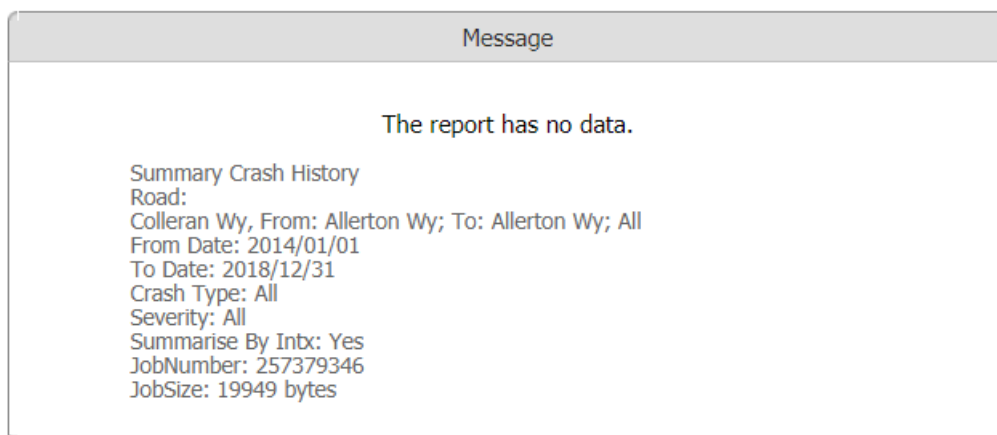 Message
The report has no data.
Summary Crash History
Road:
Colleran Wy, From: Allerton Wy; To: Allerton Wy; All
From Date: 2014/01/01
To Date: 2018/12/31
Crash Type: All
Severity: All
Summarise By Intx: Yes
JobNumber: 257379346
JobSize: 19949 bytes